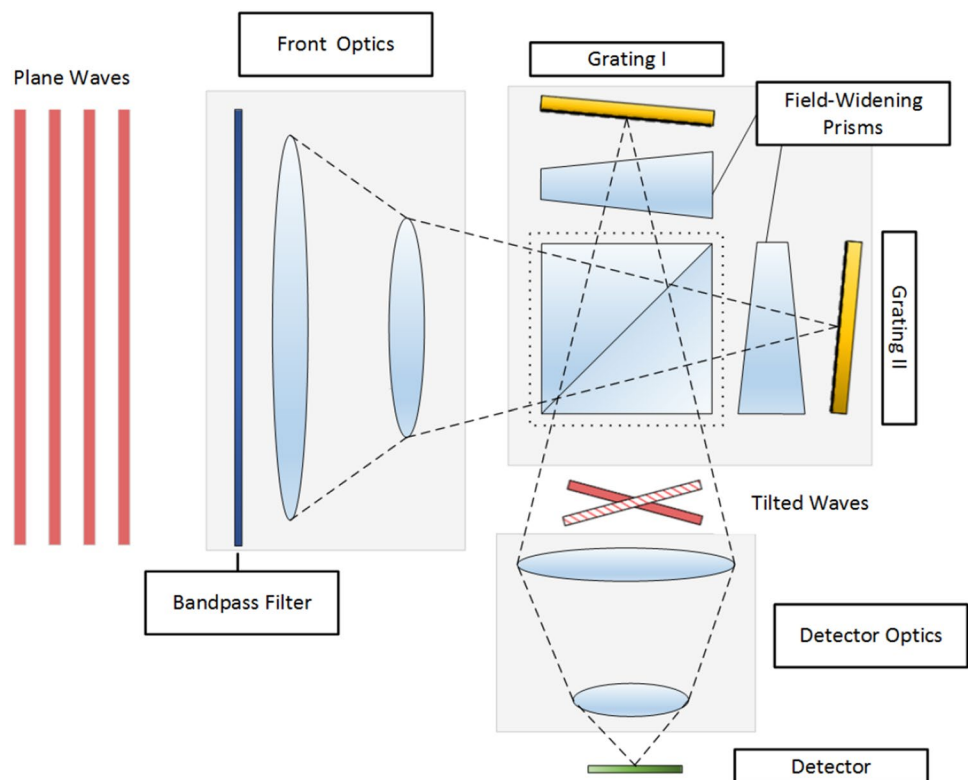 Front Optics
Grating I
Plane Waves
Field-Widening
Prisms
Grating II
Tilted Waves
Bandpass Filter
Detector Optics
Detector